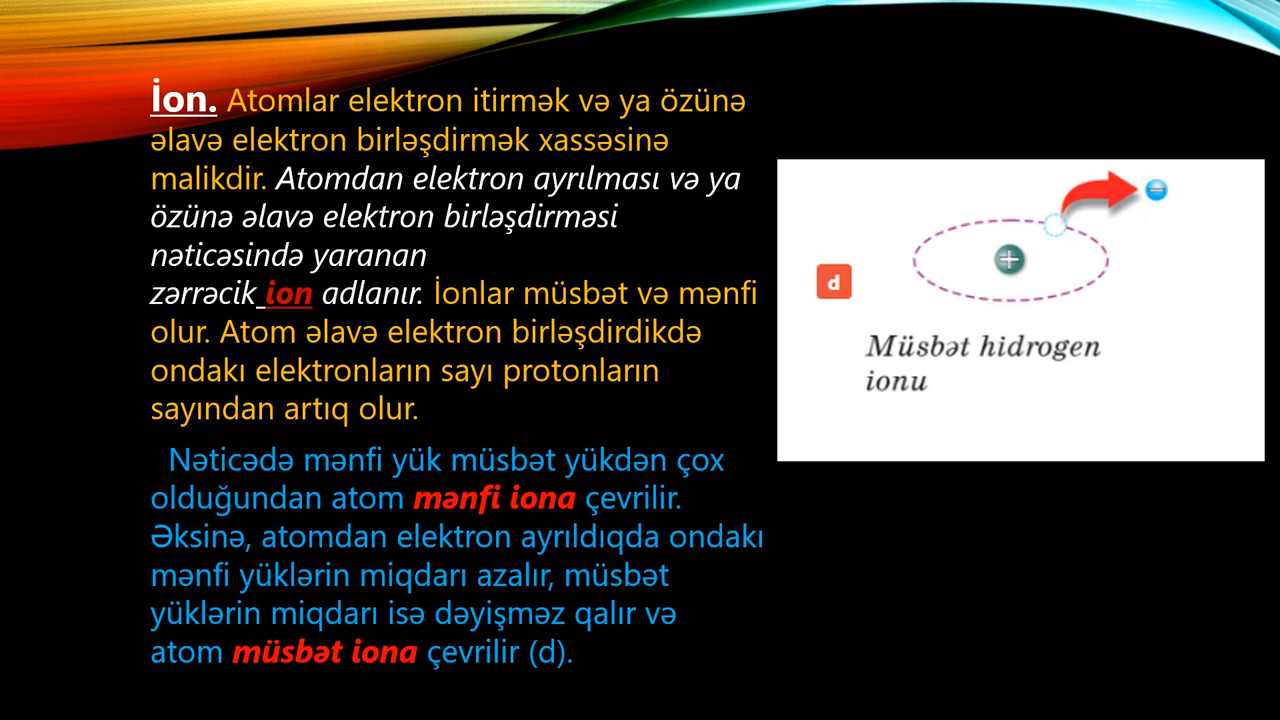 İon. Atomlar elektron itirmək və ya özünə
əlavə elektron birləşdirmək xassəsinə
malikdir. Atomdan elektron ayrılması və ya
özünə əlavə elektron birləşdirməsi
nəticəsində yaranan
zərrəcik ion adlanır. İonlar müsbət və mənfi
olur. Atom əlavə elektron birləşdirdikdə
ondakı elektronların sayı protonların
sayından artıq olur.
Nəticədə mənfi yük müsbət yükdən çox
olduğundan atom mənfi iona çevrilir.
Əksinə, atomdan elektron ayrıldıqda ondakı
mənfi yüklərin miqdarı azalır, müsbət
yüklərin miqdarı isə dəyişməz qalır və
atom müsbət iona çevrilir (d).
d
Müsbət hidrogen
ionu